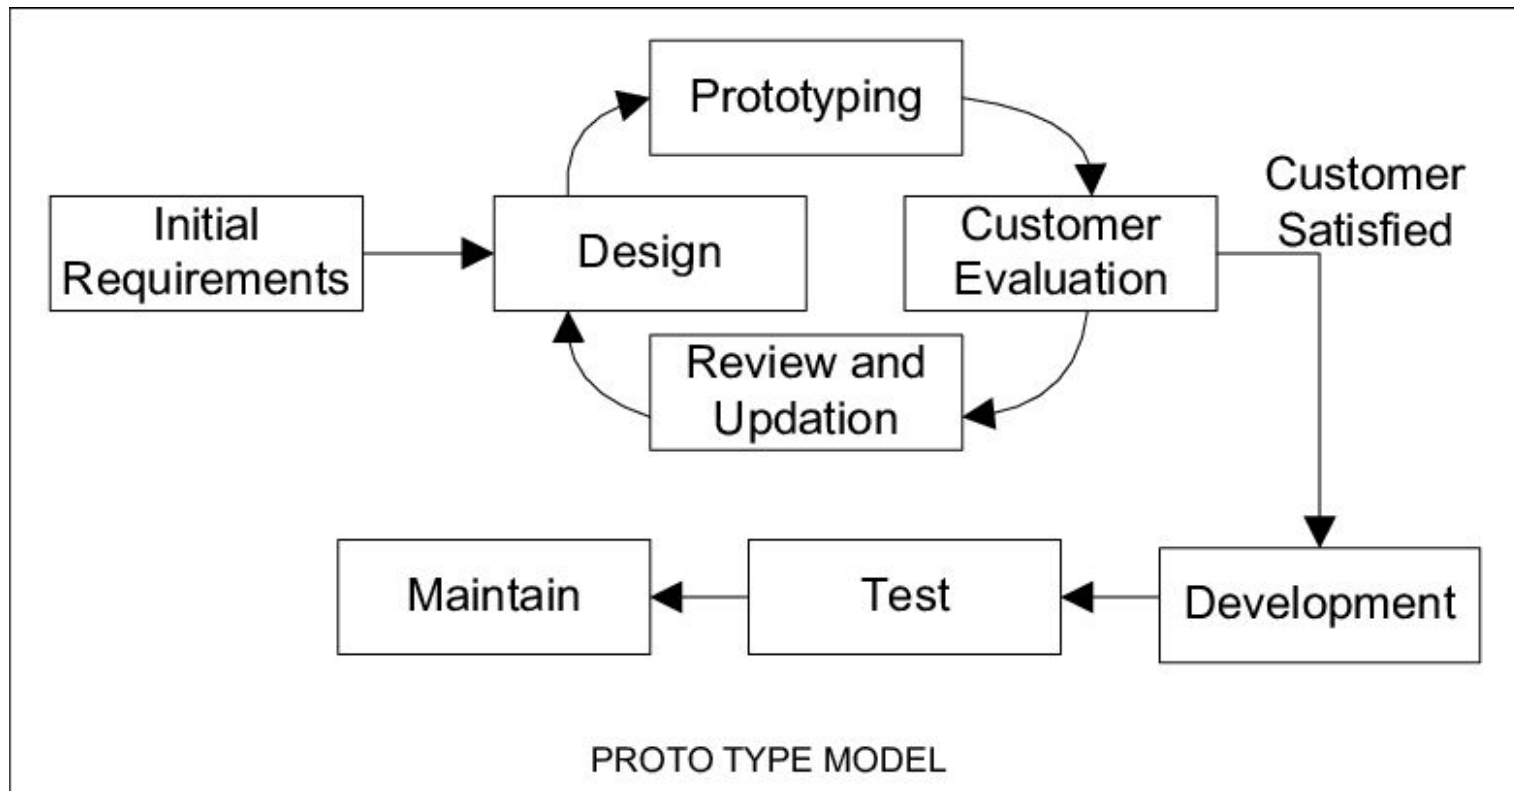 Prototyping
Customer
Satisfied
Initial
Requirements
Design
Customer
Evaluation
Review and
Updation
Maintain
Test
Development
PROTO TYPE MODEL